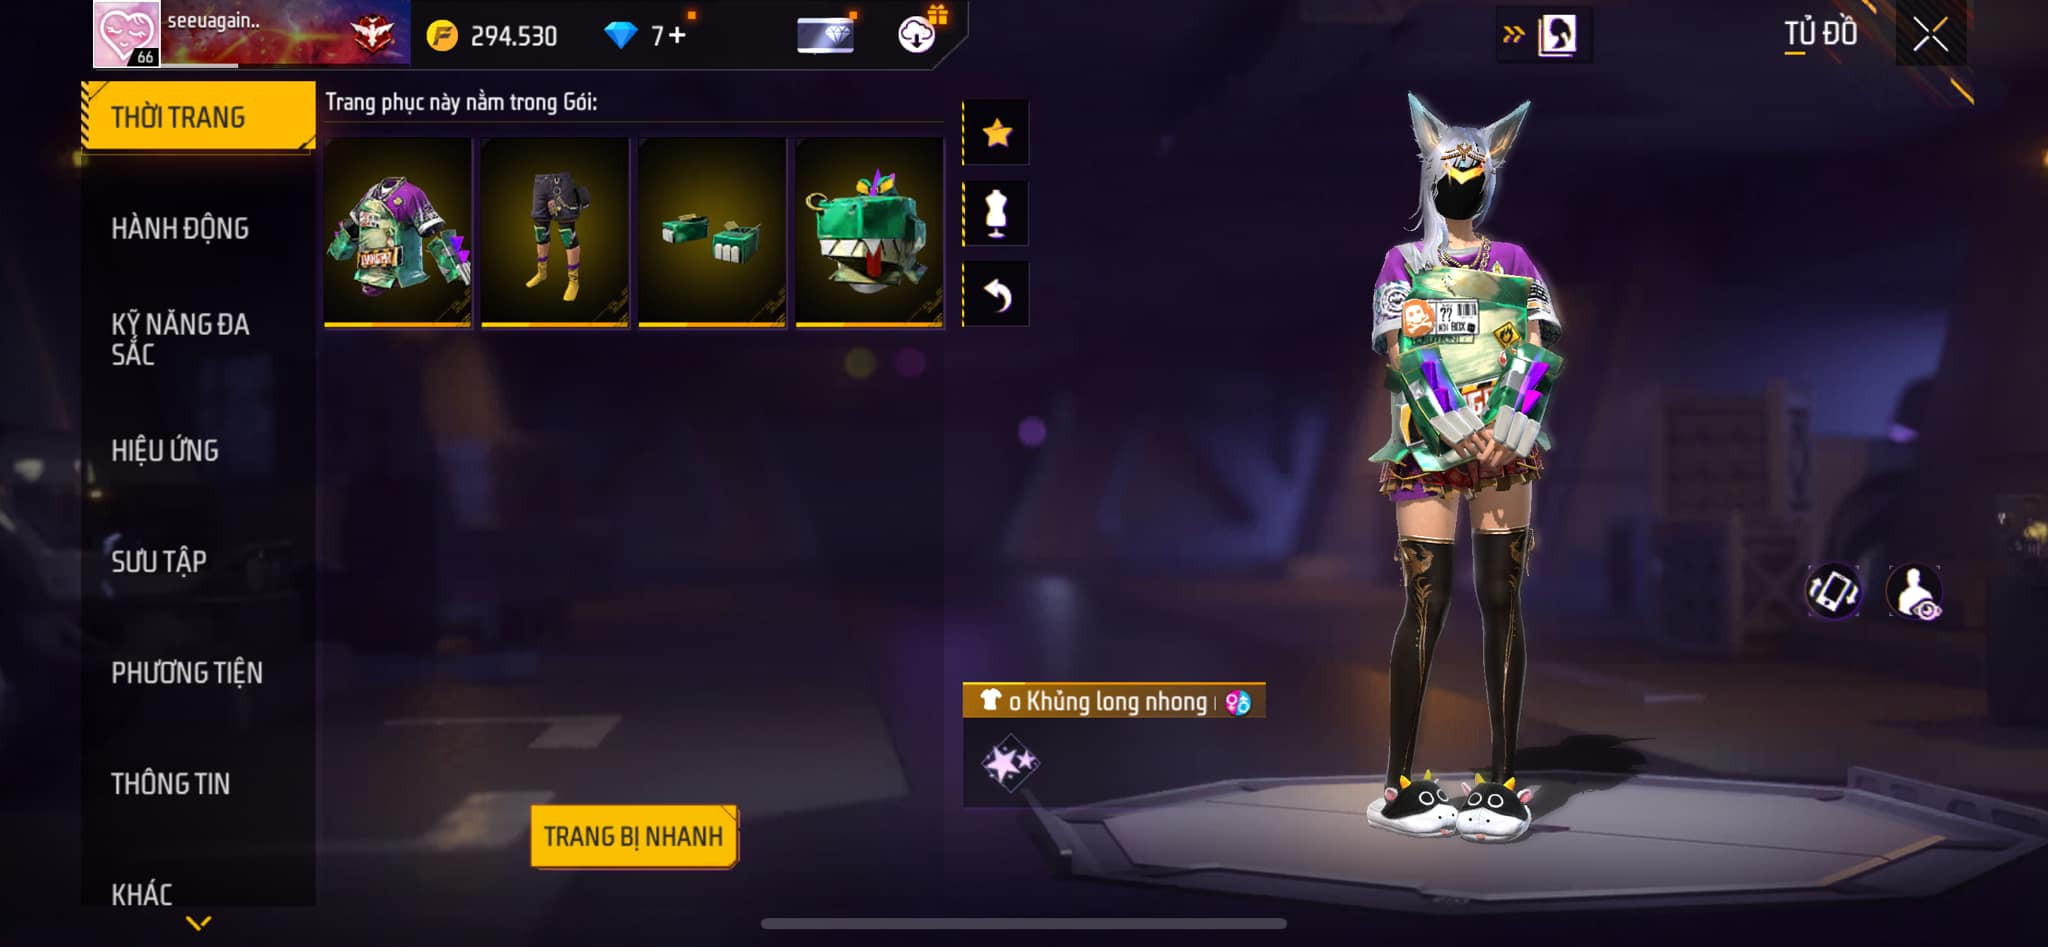 seeuagain..
66
294.530
7+
TỦ ĐỒ
THỜI TRANG
HÀNH ĐỘNG
KỸ NĂNG ĐA
SẮC
HIỆU ỨNG
SƯU TẬP
PHƯƠNG TIỆN
THÔNG TIN
KHÁC
Trang phục này nằm trong Gói:
TRANG BỊ NHANH
o Khủng long nhong
??
BOX